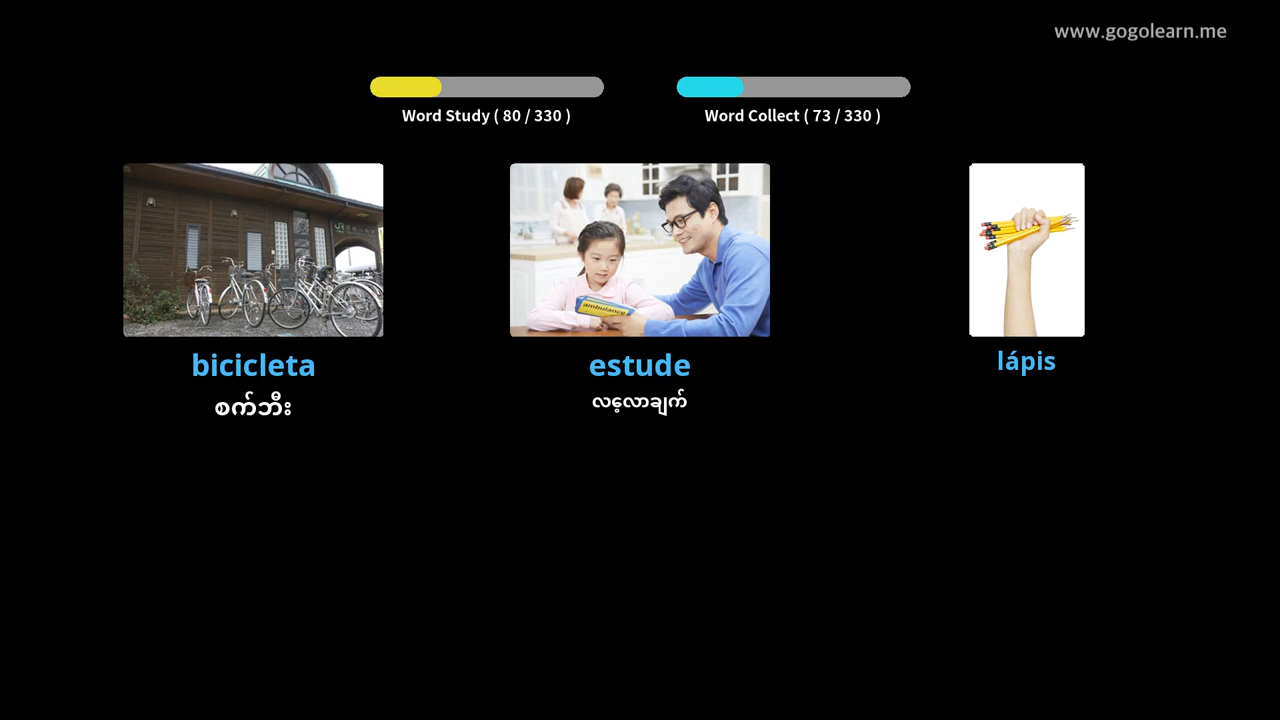 www.gogolearn.me
Word Study ( 80 / 330 )
Word Collect ( 73 / 330 )
ambulance
bicicleta
estude
lápis
စက်ဘီး
လေ့လာချက်